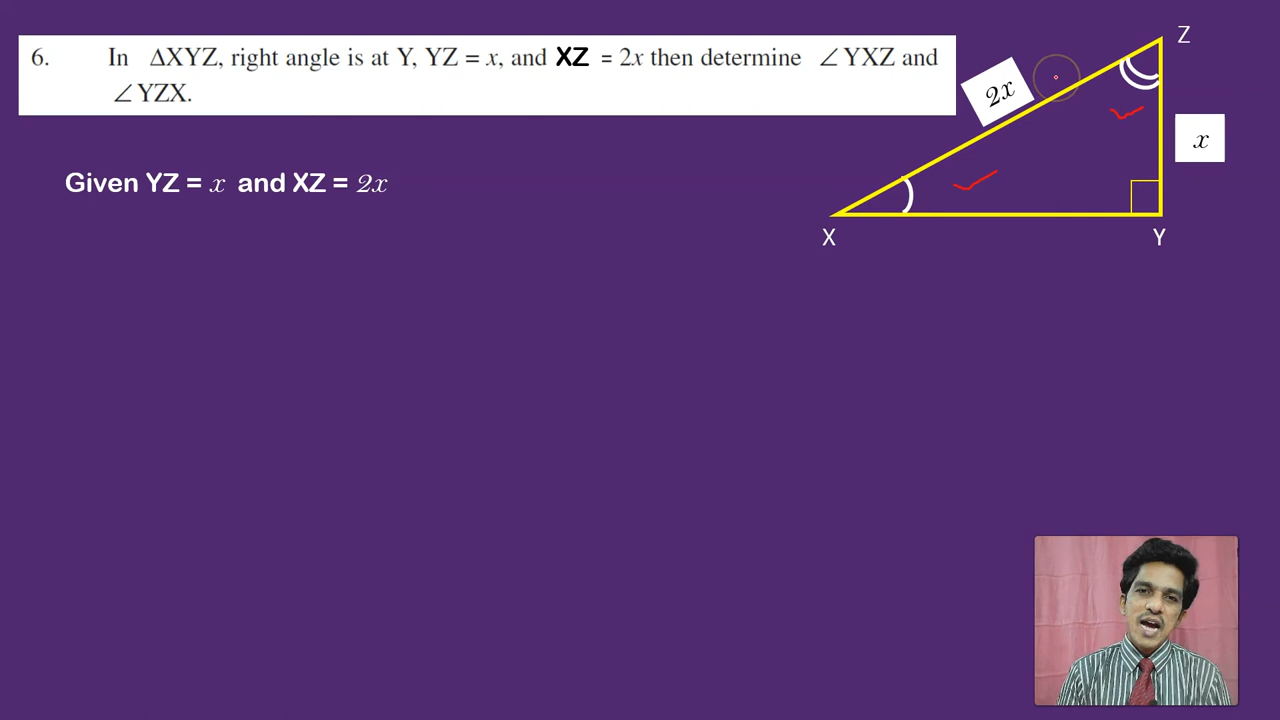 6. In ΔXYZ, right angle is at Y, YZ = x, and XZ = 2x then determine ∠YXZ and
∠YZX.
Given YZ = x and XZ = 2x
Z
2x
x
X
Y